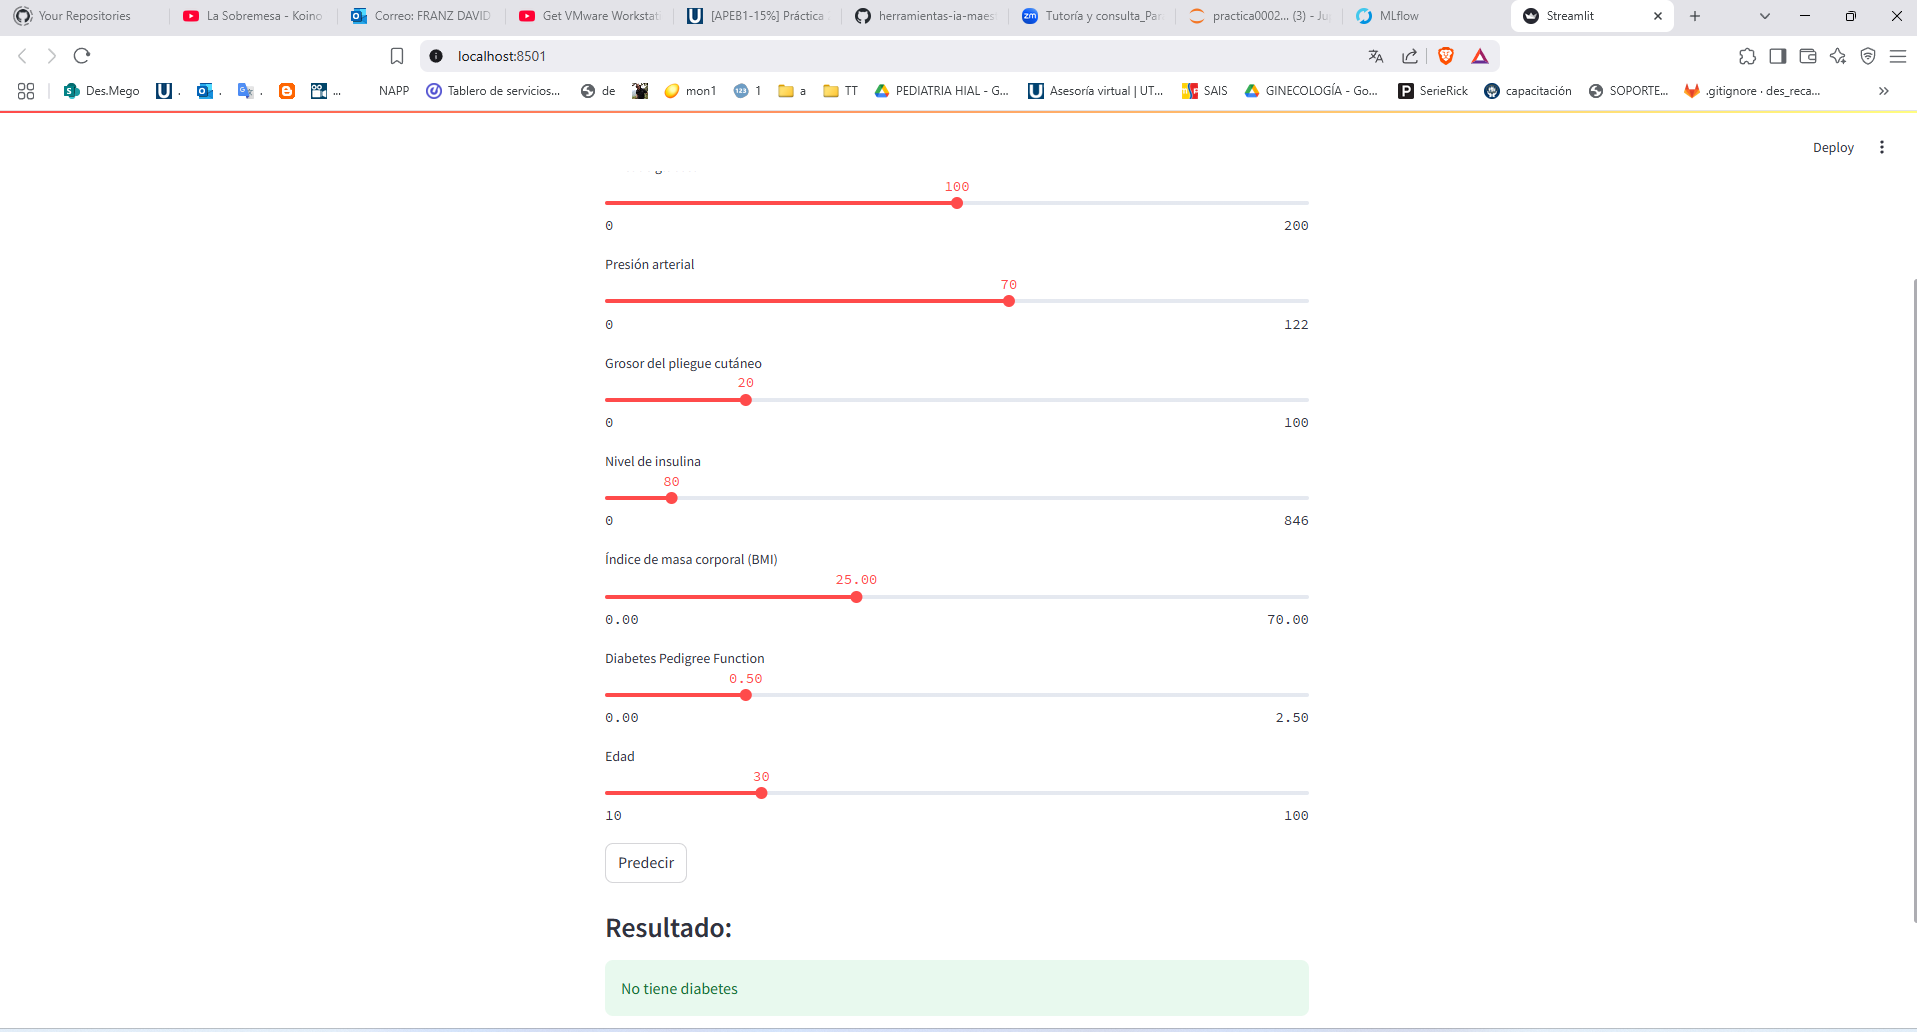 Your Repositories
La Sobremesa - Koino
Correo: FRANZ DAVID
Get VMware Workstat
[APEB1-15%] Práctica
herramientas-ia-maes
Tutoría y consulta_Par
practica0002... (3) - Ju
MLflow
Streamlit
localhost:8501
Des.Mego
NAPP
Tablero de servicios...
de
mon1
1
a
TT
PEDIATRIA HIAL - G...
Asesoría virtual | UT...
SAIS
GINECOLOGÍA - Go...
SerieRick
capacitación
SOPORTE...
.gitignore · des_reca...
Deploy
100
0 200
Presión arterial
70
0 122
Grosor del pliegue cutáneo
20
0 100
Nivel de insulina
80
0 846
Índice de masa corporal (BMI)
25.00
0.00 70.00
Diabetes Pedigree Function
0.50
0.00 2.50
Edad
30
10 100
Predecir
Resultado:
No tiene diabetes